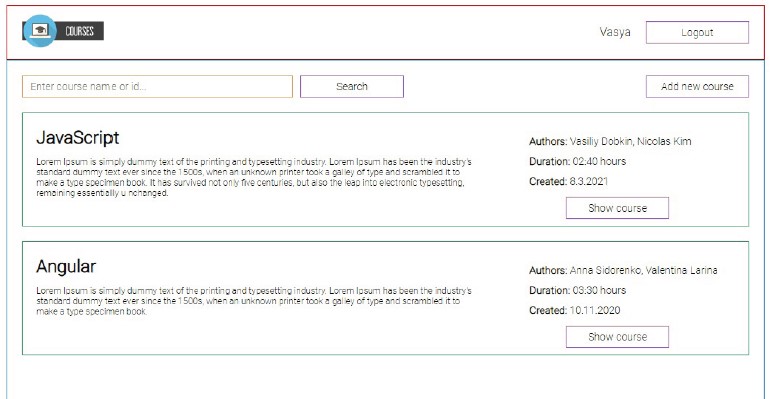 COURSES
Vasya
Logout
Enter course name or id...
Search
Add new course
JavaScript
Lorem Ipsum is simply dummy text of the printing and typesetting industry. Lorem Ipsum has been the industry's
standard dummy text ever since the 1500s, when an unknown printer took a galley of type and scrambled it to
make a type specimen book. It has survived not only five centuries, but also the leap into electronic typesetting,
remaining essentially u nchanged.
Authors: Vasiliy Dobkin, Nicolas Kim
Duration: 02:40 hours
Created: 8.3.2021
Show course
Angular
Lorem Ipsum is simply dummy text of the printing and typesetting industry. Lorem Ipsum has been the industry's
standard dummy text ever since the 1500s, when an unknown printer took a galley of type and scrambled it to
make a type specimen book.
Authors: Anna Sidorenko, Valentina Larina
Duration: 03:30 hours
Created: 10.11.2020
Show course